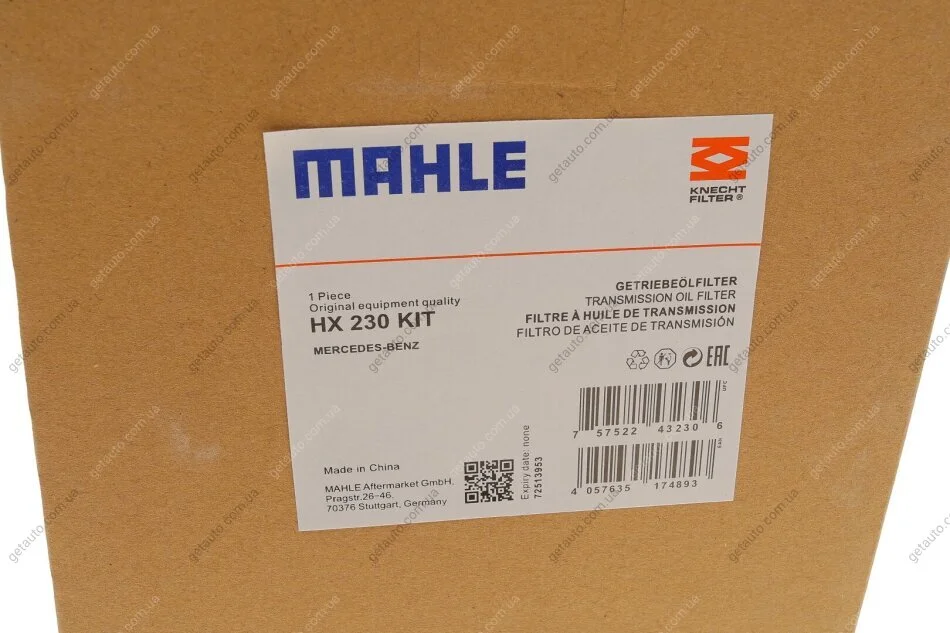 MAHLE
KNECHT
FILTER®
1 Piece
Original equipment quality
HX 230 KIT
MERCEDES-BENZ
GETRIEBEÖLFILTER
TRANSMISSION OIL FILTER
FILTRE À HUILE DE TRANSMISSION
FILTRO DE ACEITE DE TRANSMISIÓN
EAC
UPC
7 57522 43230 6
EAN
4 057635 174893
Made in China
MAHLE Aftermarket GmbH,
Pragstr.26-46,
70376 Stuttgart, Germany
Expiry date: none
72513953
getauto.com.ua